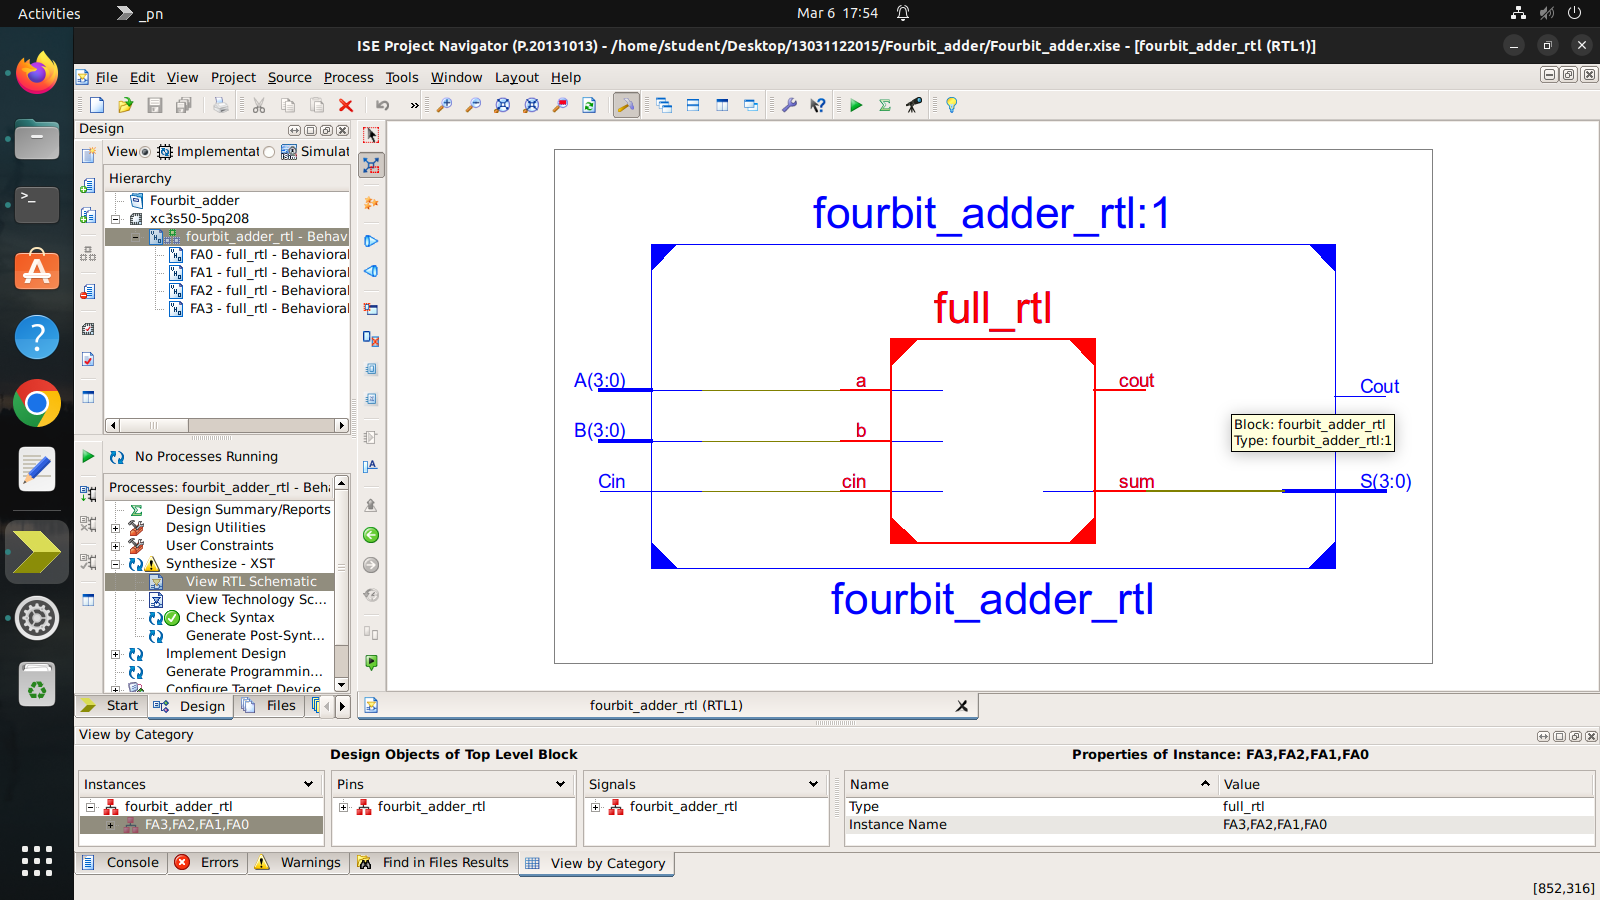 Activities
_pn
Mar 6 17:54
ISE Project Navigator (P.20131013) - /home/student/Desktop/13031122015/Fourbit_adder/Fourbit_adder.xise - [fourbit_adder_rtl (RTL1)]
File Edit View Project Source Process Tools Window Layout Help
Design
View Implementat Simulat
Hierarchy
Fourbit_adder
xc3s50-5pq208
fourbit_adder_rtl - Behav
FA0 - full_rtl - Behavioral
FA1 - full_rtl - Behavioral
FA2 - full_rtl - Behavioral
FA3 - full_rtl - Behavioral
No Processes Running
Processes: fourbit_adder_rtl - Beha
Design Summary/Reports
Design Utilities
User Constraints
Synthesize - XST
View RTL Schematic
View Technology Sc...
Check Syntax
Generate Post-Synt...
Implement Design
Generate Programmin...
Configure Target Device
Start
Design
Files
fourbit_adder_rtl:1
full_rtl
A(3:0)
a
cout
Cout
B(3:0)
b
Block: fourbit_adder_rtl
Type: fourbit_adder_rtl:1
Cin
cin
sum
S(3:0)
fourbit_adder_rtl
fourbit_adder_rtl (RTL1)
View by Category
Design Objects of Top Level Block
Properties of Instance: FA3,FA2,FA1,FA0
Instances
Pins
Signals
Name
Value
fourbit_adder_rtl
fourbit_adder_rtl
fourbit_adder_rtl
Type
full_rtl
FA3,FA2,FA1,FA0
Instance Name
FA3,FA2,FA1,FA0
Console
Errors
Warnings
Find in Files Results
View by Category
[852,316]